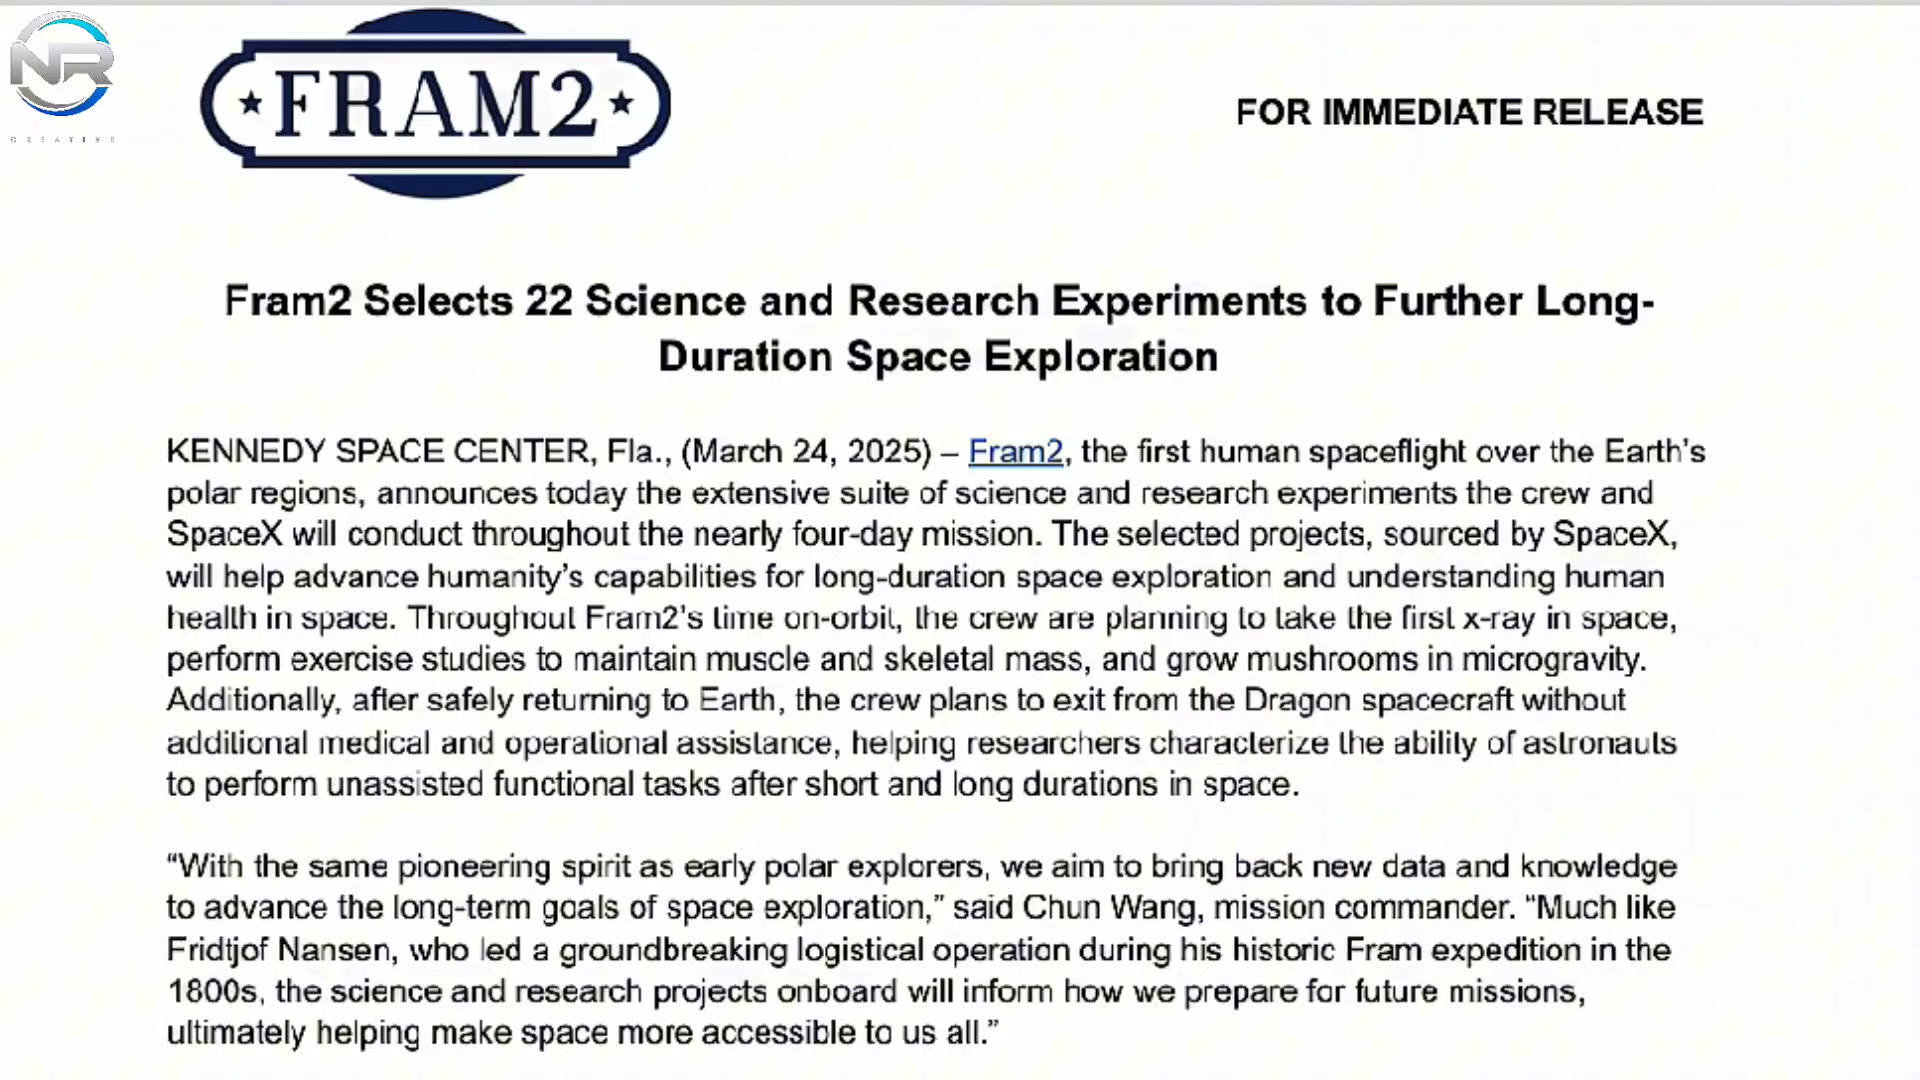 NR
CREATIVE
★FRAM2★
FOR IMMEDIATE RELEASE
Fram2 Selects 22 Science and Research Experiments to Further Long-
Duration Space Exploration
KENNEDY SPACE CENTER, Fla., (March 24, 2025) – Fram2, the first human spaceflight over the Earth’s
polar regions, announces today the extensive suite of science and research experiments the crew and
SpaceX will conduct throughout the nearly four-day mission. The selected projects, sourced by SpaceX,
will help advance humanity’s capabilities for long-duration space exploration and understanding human
health in space. Throughout Fram2’s time on-orbit, the crew are planning to take the first x-ray in space,
perform exercise studies to maintain muscle and skeletal mass, and grow mushrooms in microgravity.
Additionally, after safely returning to Earth, the crew plans to exit from the Dragon spacecraft without
additional medical and operational assistance, helping researchers characterize the ability of astronauts
to perform unassisted functional tasks after short and long durations in space.
“With the same pioneering spirit as early polar explorers, we aim to bring back new data and knowledge
to advance the long-term goals of space exploration,” said Chun Wang, mission commander. “Much like
Fridtjof Nansen, who led a groundbreaking logistical operation during his historic Fram expedition in the
1800s, the science and research projects onboard will inform how we prepare for future missions,
ultimately helping make space more accessible to us all.”